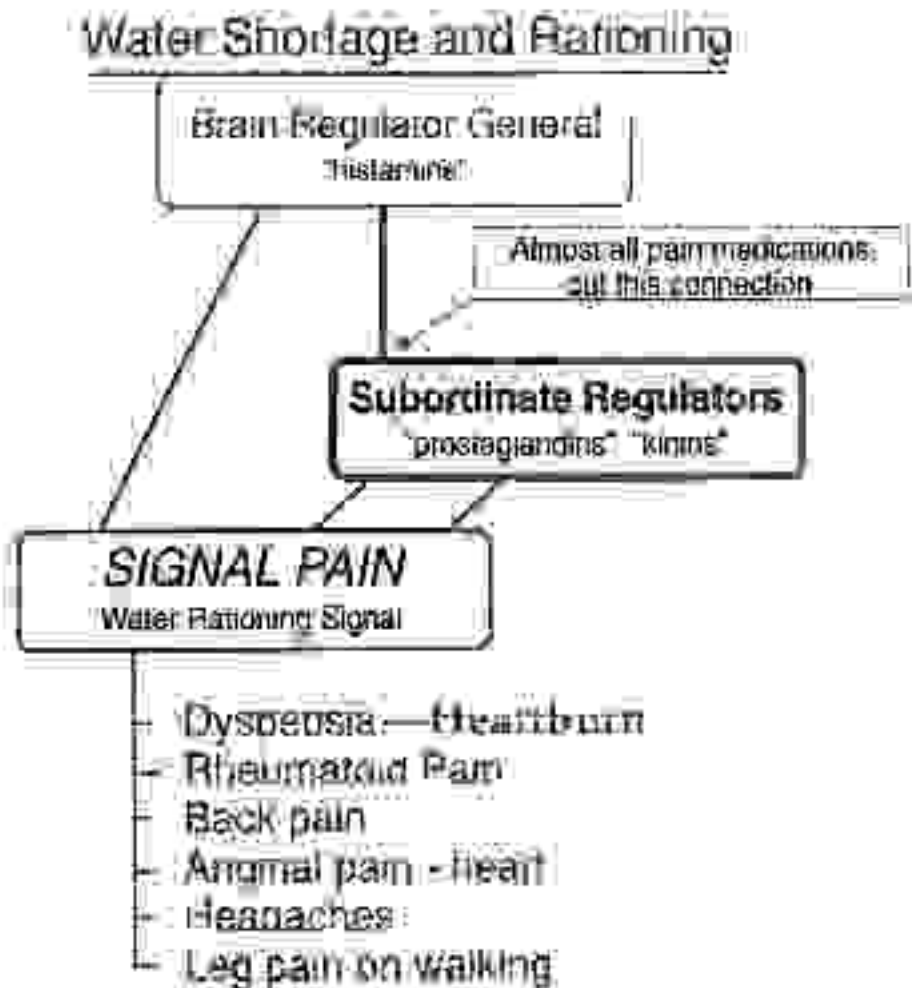 Water Shortage and Rationing
Brain Regulator General
"histamine"
Almost all pain medications
cut this connection
Subordinate Regulators
"prostaglandins" "kinins"
SIGNAL PAIN
Water Rationing Signal
Dyspepsia—Heartburn
Rheumatoid Pain
Back pain
Anginal pain - heart
Headaches
Leg pain on walking